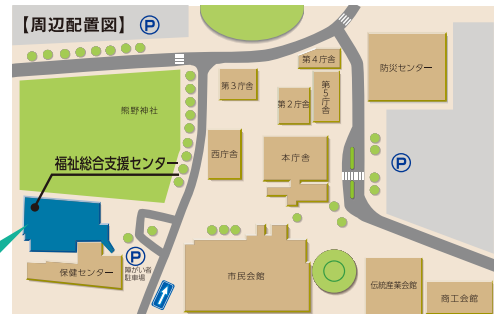 【周辺配置図】 P
第4庁舎
防災センター
第3庁舎
第2庁舎
第5庁舎
熊野神社
福祉総合支援センター
西庁舎
本庁舎
P
P
障がい者
駐車場
保健センター
市民会館
伝統産業会館
商工会館